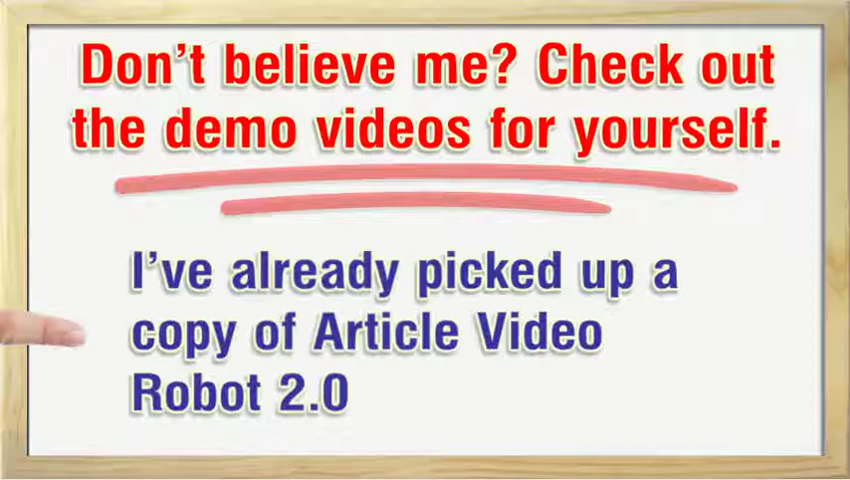 Don’t believe me? Check out
the demo videos for yourself.
I’ve already picked up a
copy of Article Video
Robot 2.0